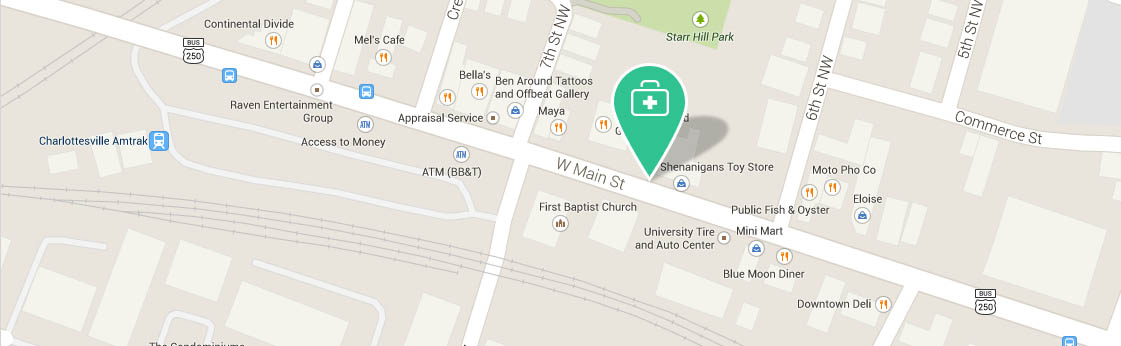 Continental Divide
BUS
250
Mel's Cafe
Cre
7th St NW
Starr Hill Park
5th St NW
6th St NW
Bella's
Ben Around Tattoos
and Offbeat Gallery
Raven Entertainment
Group
Appraisal Service
Maya
Commerce St
Charlottesville Amtrak
ATM
Access to Money
ATM
ATM (BB&T)
W Main St
Shenanigans Toy Store
Moto Pho Co
Eloise
First Baptist Church
Public Fish & Oyster
University Tire
and Auto Center
Mini Mart
Blue Moon Diner
Downtown Deli
BUS
250